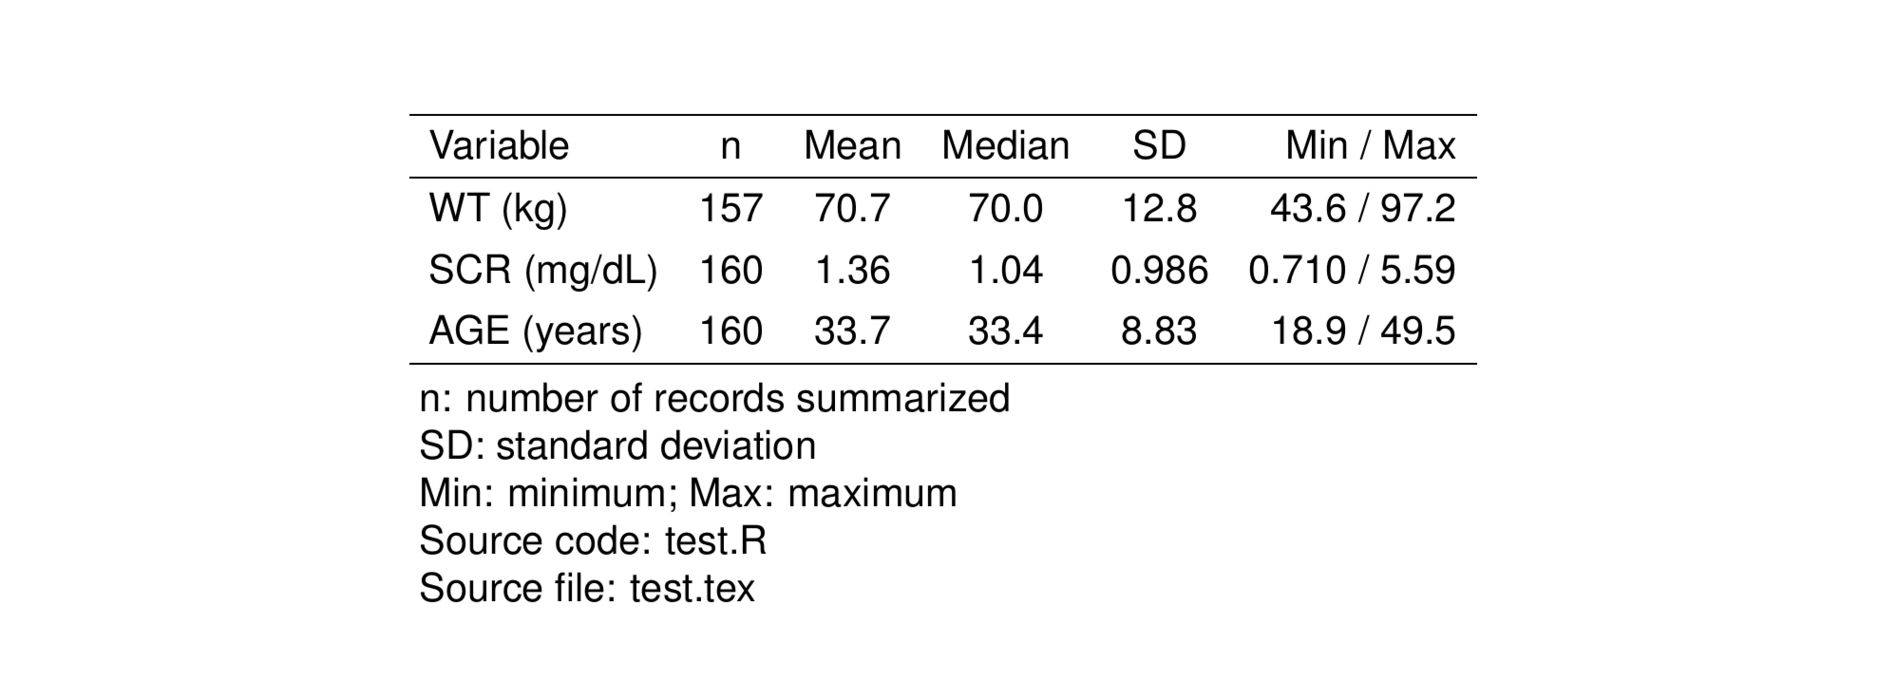 Variable n Mean Median SD Min / Max
WT (kg) 157 70.7 70.0 12.8 43.6 / 97.2
SCR (mg/dL) 160 1.36 1.04 0.986 0.710 / 5.59
AGE (years) 160 33.7 33.4 8.83 18.9 / 49.5
n: number of records summarized
SD: standard deviation
Min: minimum; Max: maximum
Source code: test.R
Source file: test.tex